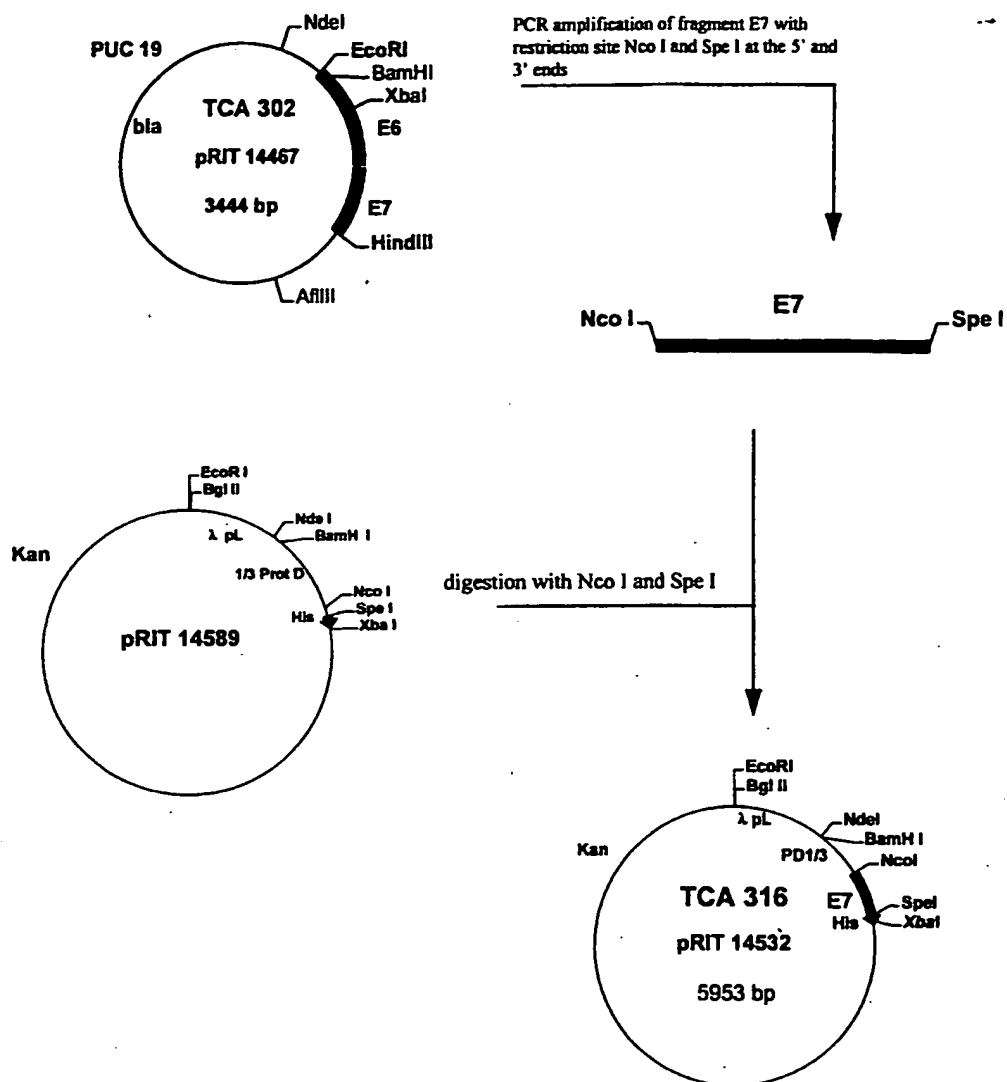 PUC 19
NdeI
EcoRI
BamHI
XbaI
TCA 302
E6
bla
pRIT 14467
3444 bp
E7
HindIII
AflIII
PCR amplification of fragment E7 with
restriction site Nco I and Spe I at the 5' and
3' ends
E7
Nco I
Spe I
EcoR I
Bgl II
Nde I
BamH I
λ pL
Kan
1/3 Prot D
Nco I
Spe I
His
Xba I
pRIT 14589
digestion with Nco I and Spe I
EcoRI
Bgl II
λ pL
NdeI
BamH I
Kan
PD1/3
NcoI
TCA 316
E7
SpeI
His
XbaI
pRIT 14532
5953 bp